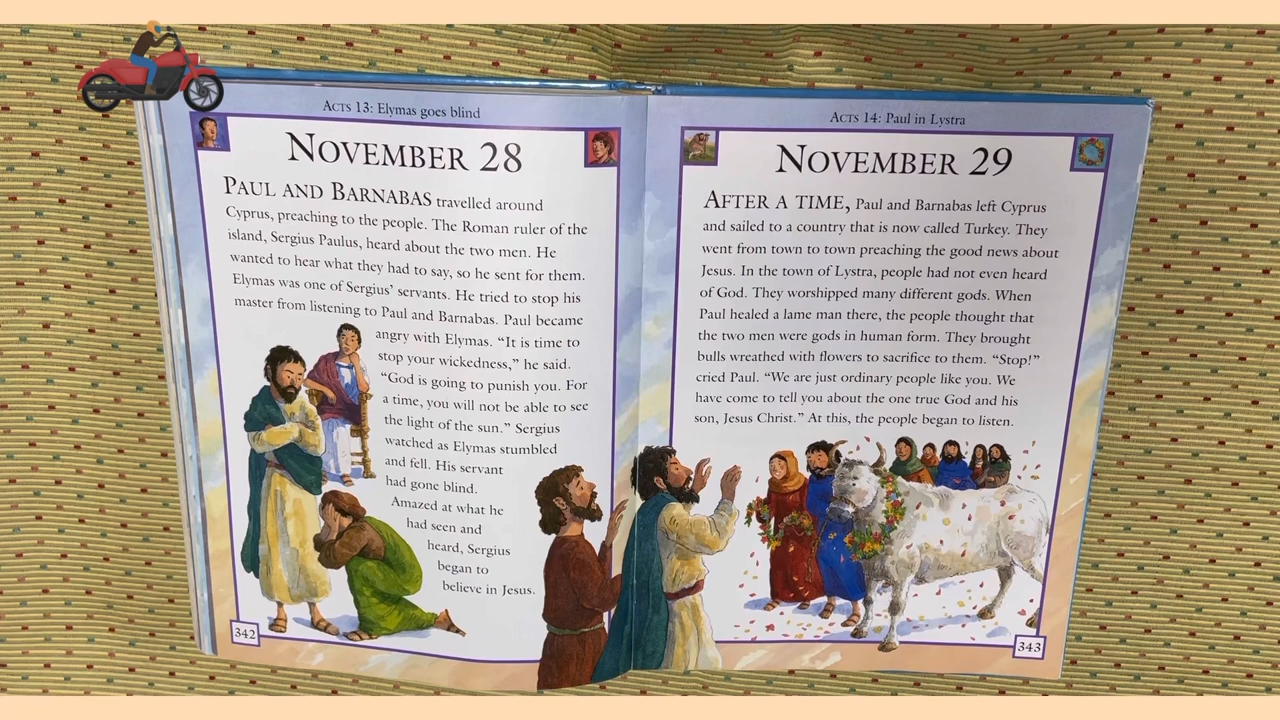 ACTS 13: Elymas goes blind
NOVEMBER 28
PAUL AND BARNABAS travelled around
Cyprus, preaching to the people. The Roman ruler of the
island, Sergius Paulus, heard about the two men. He
wanted to hear what they had to say, so he sent for them.
Elymas was one of Sergius’ servants. He tried to stop his
master from listening to Paul and Barnabas. Paul became
angry with Elymas. “It is time to
stop your wickedness,” he said.
“God is going to punish you. For
a time, you will not be able to see
the light of the sun.” Sergius
watched as Elymas stumbled
and fell. His servant
had gone blind.
Amazed at what he
had seen and
heard, Sergius
began to
believe in Jesus.
342
ACTS 14: Paul in Lystra
NOVEMBER 29
AFTER A TIME, Paul and Barnabas left Cyprus
and sailed to a country that is now called Turkey. They
went from town to town preaching the good news about
Jesus. In the town of Lystra, people had not even heard
of God. They worshipped many different gods. When
Paul healed a lame man there, the people thought that
the two men were gods in human form. They brought
bulls wreathed with flowers to sacrifice to them. “Stop!”
cried Paul. “We are just ordinary people like you. We
have come to tell you about the one true God and his
son, Jesus Christ.” At this, the people began to listen.
343